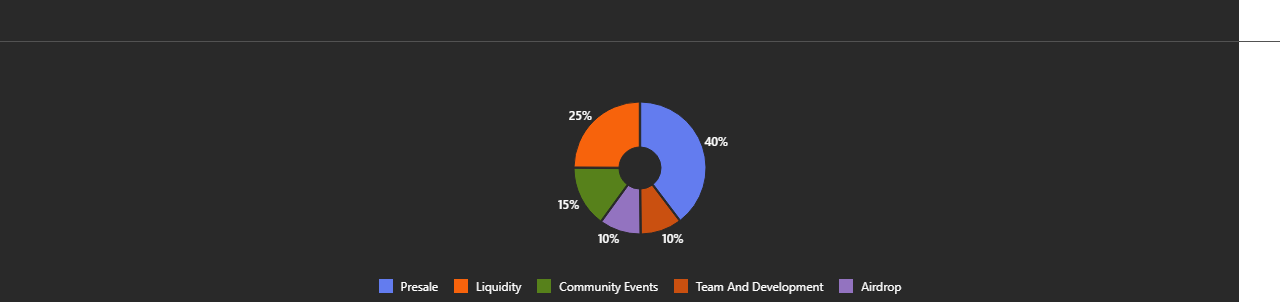 25%
40%
15%
10%
10%
Presale
Liquidity
Community Events
Team And Development
Airdrop